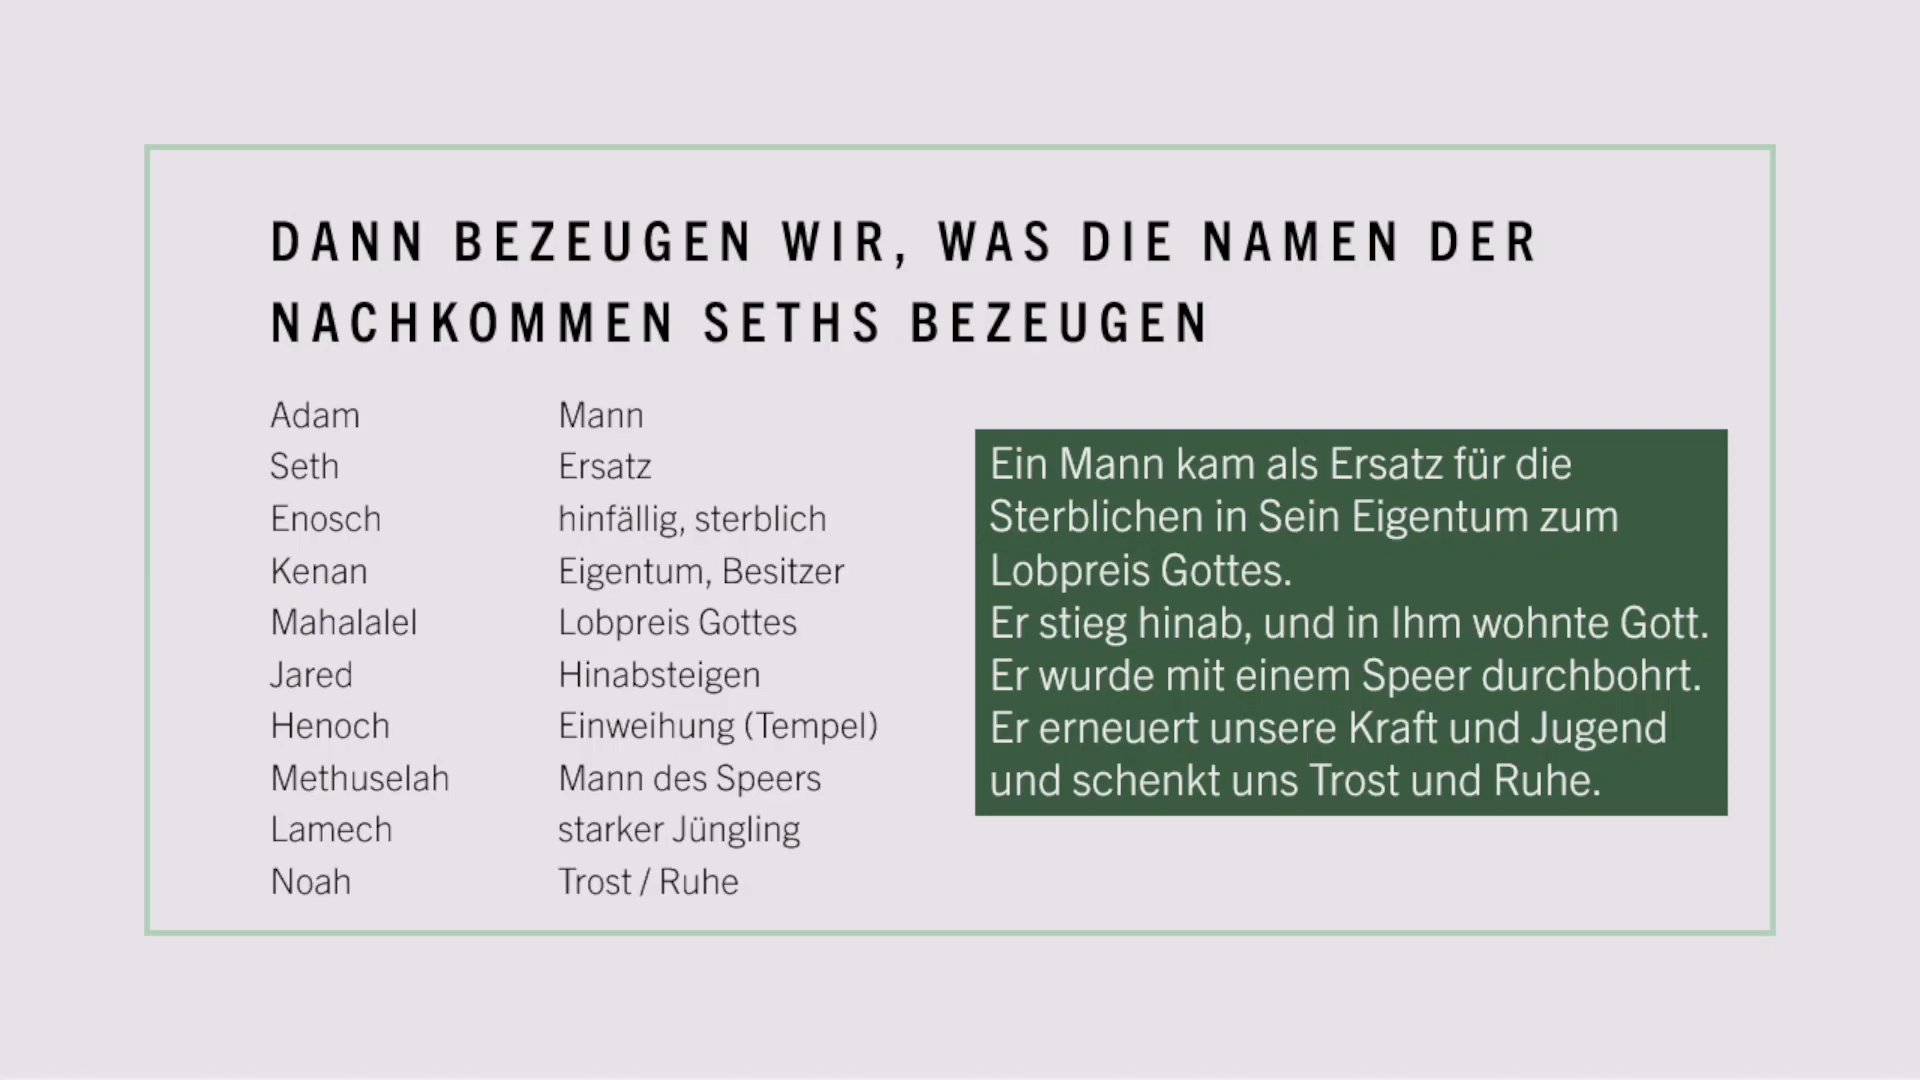 DANN BEZEUGEN WIR, WAS DIE NAMEN DER
NACHKOMMEN SETHS BEZEUGEN
Adam Mann
Seth Ersatz
Enosch hinfällig, sterblich
Kenan Eigentum, Besitzer
Mahalalel Lobpreis Gottes
Jared Hinabsteigen
Henoch Einweihung (Tempel)
Methuselah Mann des Speers
Lamech starker Jüngling
Noah Trost / Ruhe
Ein Mann kam als Ersatz für die
Sterblichen in Sein Eigentum zum
Lobpreis Gottes.
Er stieg hinab, und in Ihm wohnte Gott.
Er wurde mit einem Speer durchbohrt.
Er erneuert unsere Kraft und Jugend
und schenkt uns Trost und Ruhe.